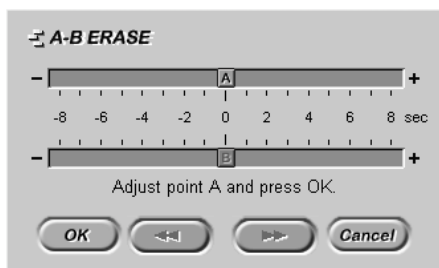 A-B ERASE
- A +
-8 -6 -4 -2 0 2 4 6 8 sec
- B +
Adjust point A and press OK.
OK Cancel